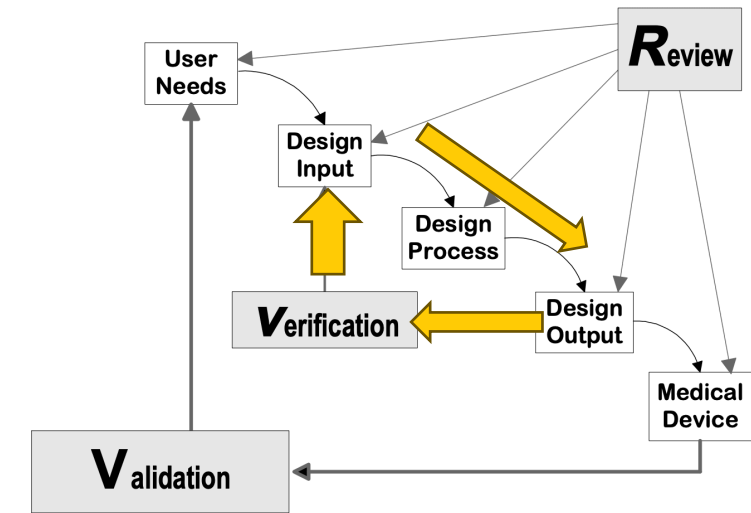 User
Needs
Review
Design
Input
Design
Process
Verification
Design
Output
Medical
Device
Validation